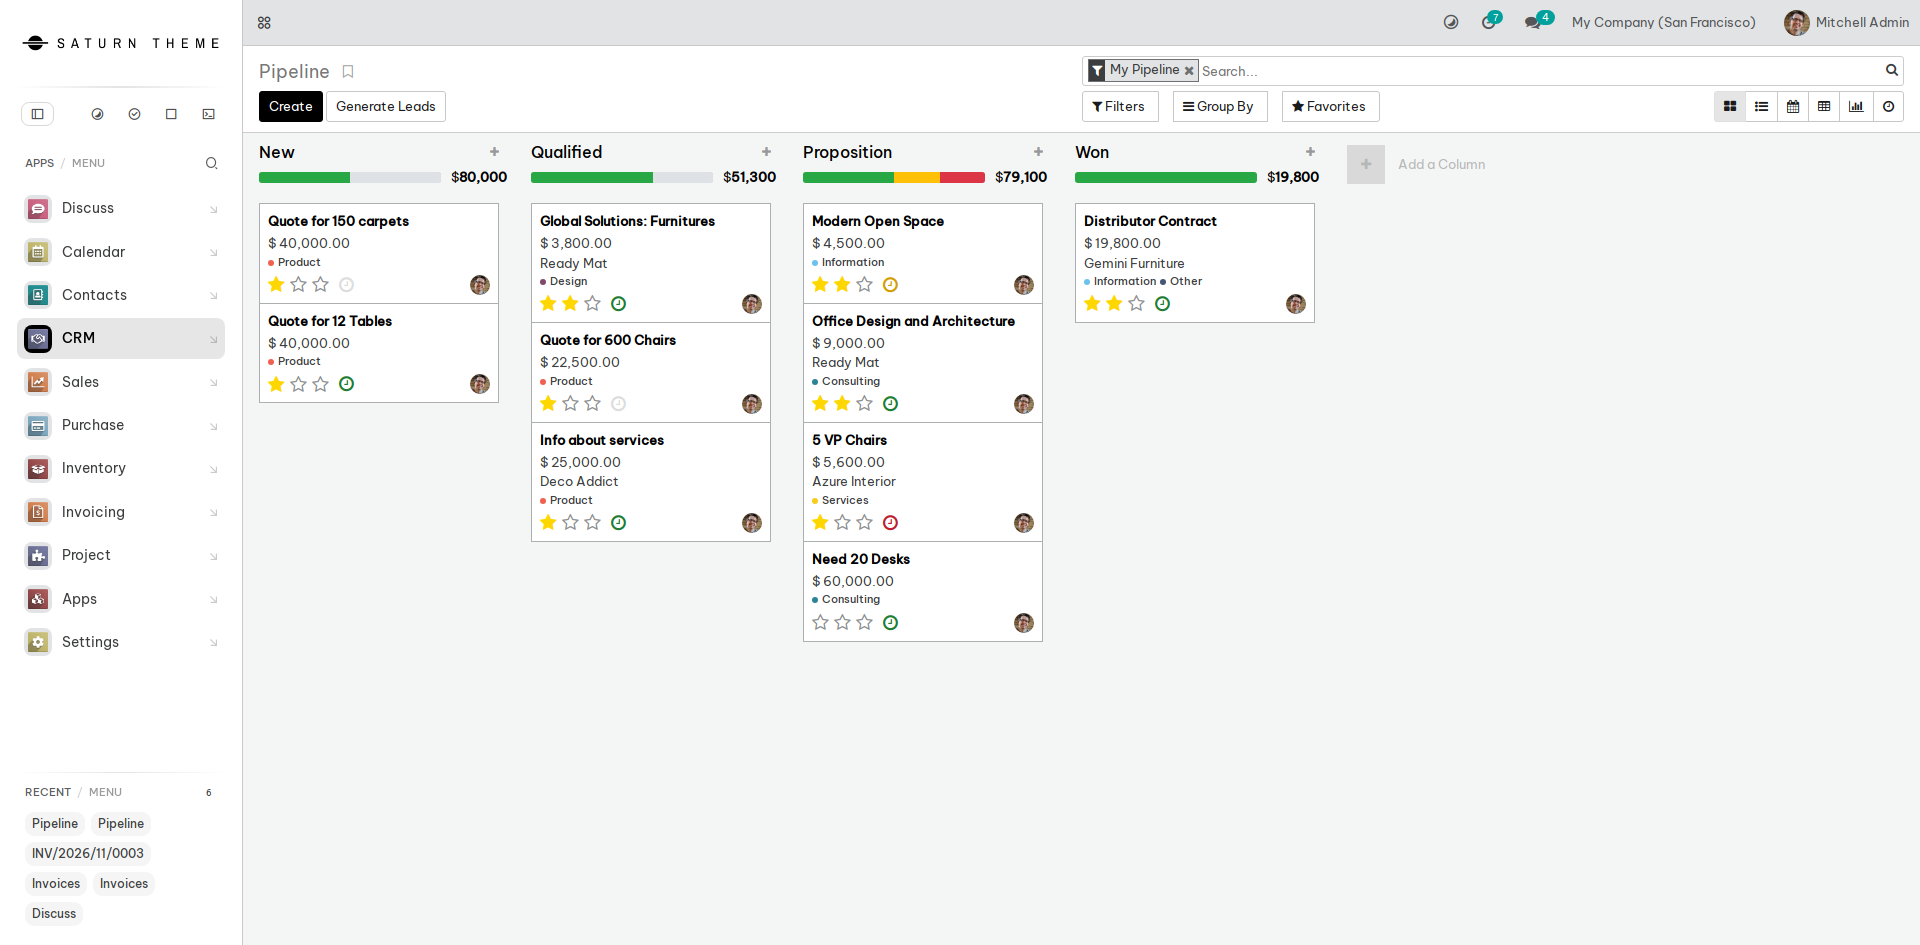 SATURN THEME
APPS / MENU
Discuss
Calendar
Contacts
CRM
Sales
Purchase
Inventory
Invoicing
Project
Apps
Settings
RECENT / MENU 6
Pipeline Pipeline
INV/2026/11/0003
Invoices Invoices
Discuss
7 4 My Company (San Francisco) Mitchell Admin
Pipeline
My Pipeline Search...
Create Generate Leads
Filters Group By Favorites
New
$80,000
Quote for 150 carpets
$ 40,000.00
Product
Quote for 12 Tables
$ 40,000.00
Product
Qualified
$51,300
Global Solutions: Furnitures
$ 3,800.00
Ready Mat
Design
Quote for 600 Chairs
$ 22,500.00
Product
Info about services
$ 25,000.00
Deco Addict
Product
Proposition
$79,100
Modern Open Space
$ 4,500.00
Information
Office Design and Architecture
$ 9,000.00
Ready Mat
Consulting
5 VP Chairs
$ 5,600.00
Azure Interior
Services
Need 20 Desks
$ 60,000.00
Consulting
Won
$19,800
Distributor Contract
$ 19,800.00
Gemini Furniture
Information Other
Add a Column